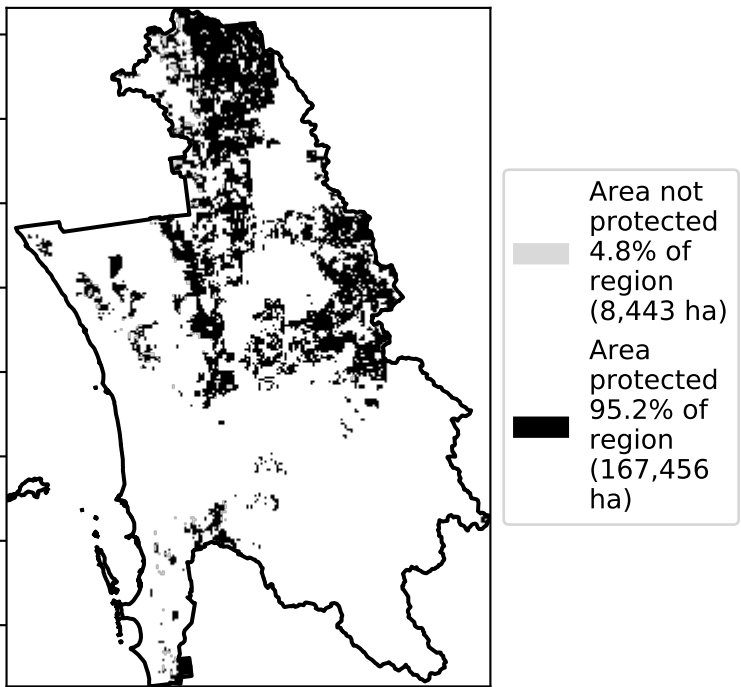 Area not
protected
4.8% of
region
(8,443 ha)
Area
protected
95.2% of
region
(167,456
ha)